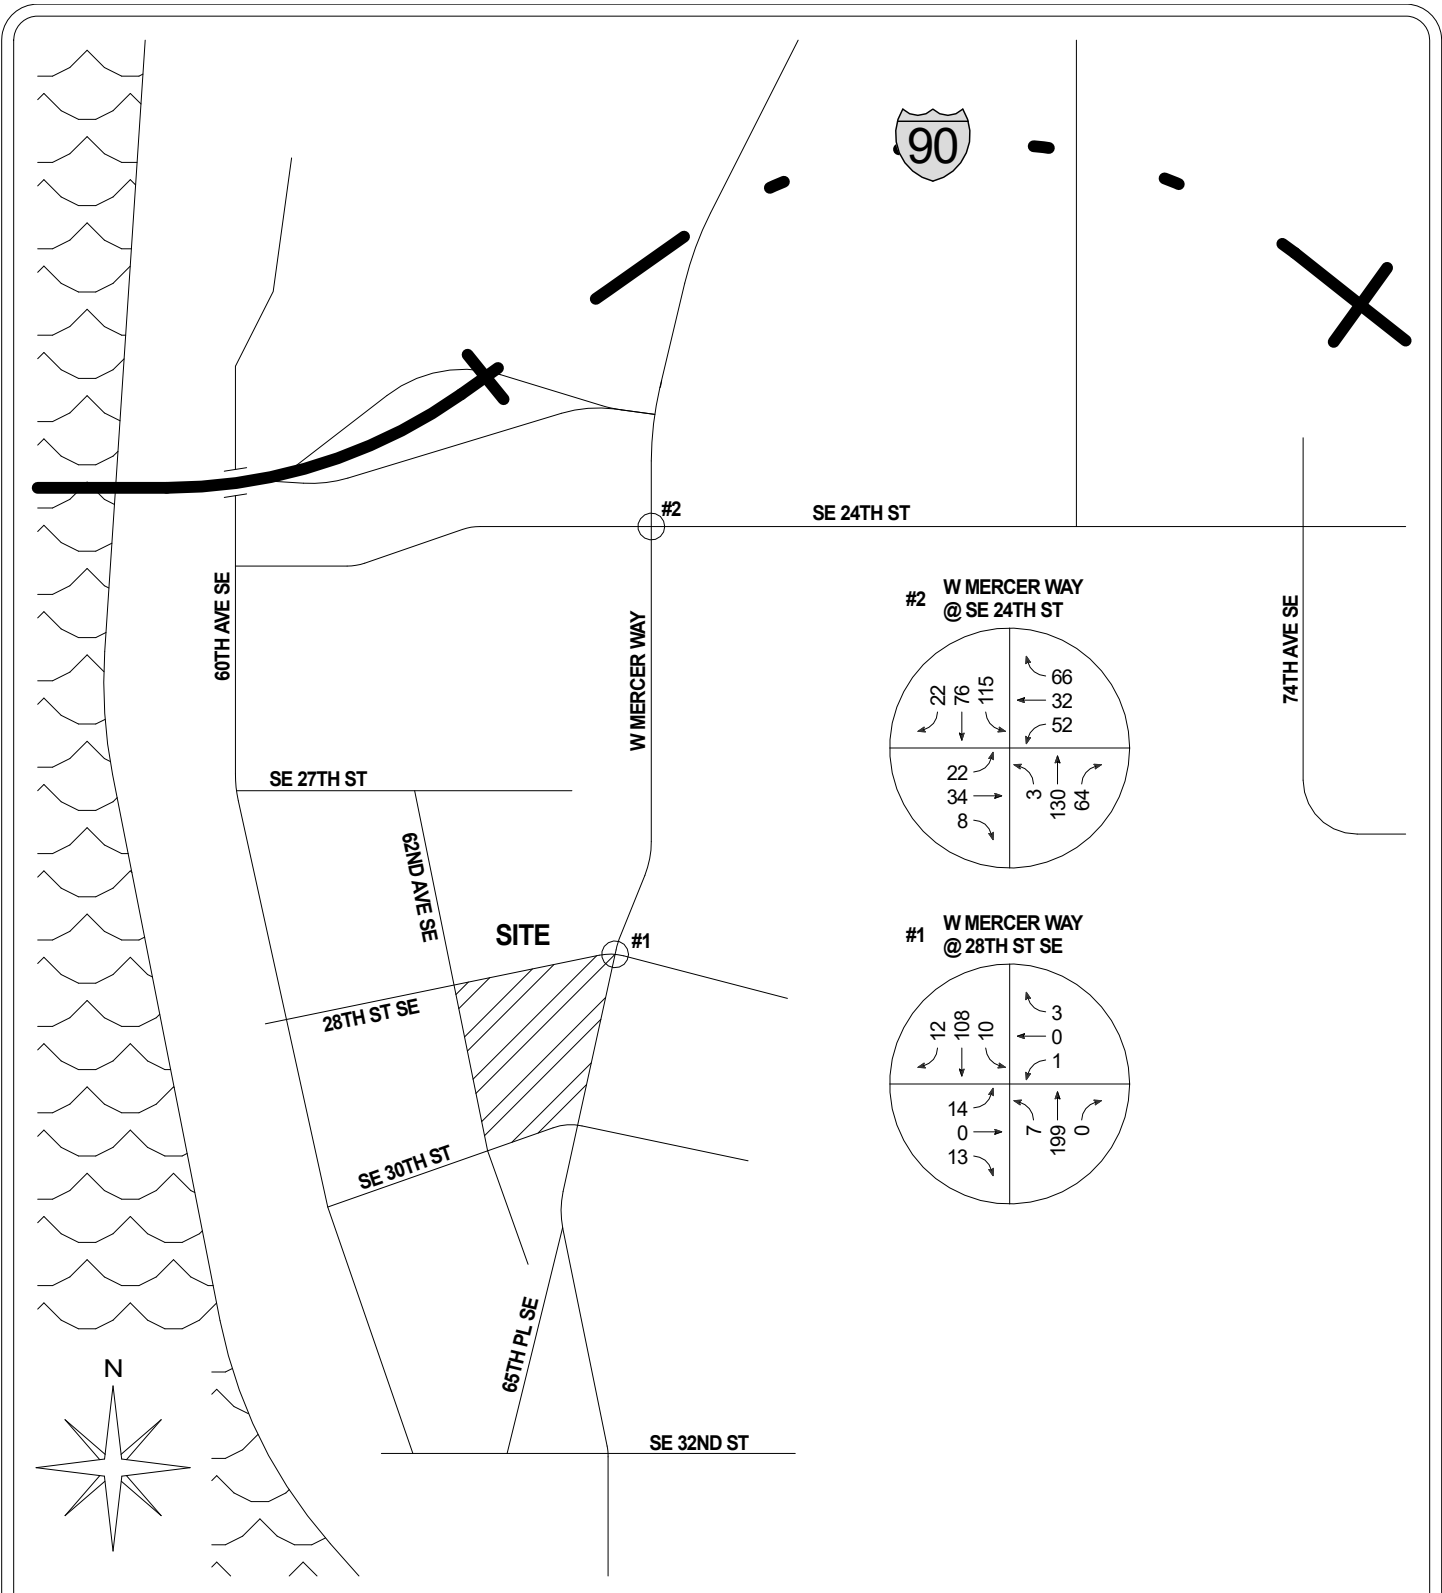 90
#2
SE 24TH ST
60TH AVE SE
W MERCER WAY
74TH AVE SE
#2 W MERCER WAY
@ SE 24TH ST
22 76 115
66
32
52
22
34
8
3 130 64
SE 27TH ST
62ND AVE SE
SITE
#1
28TH ST SE
#1 W MERCER WAY
@ 28TH ST SE
12 108 10
3
0
1
14
0
13
7 199 0
SE 30TH ST
65TH PL SE
N
SE 32ND ST